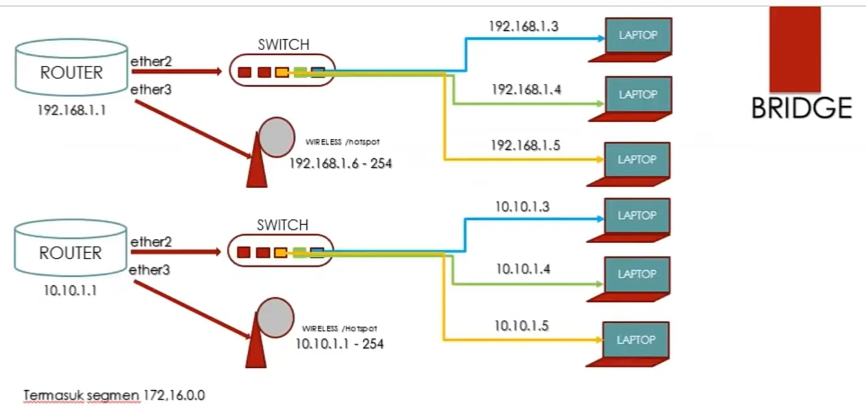 192.168.1.3
LAPTOP
SWITCH
ROUTER
ether2
ether3
192.168.1.1
192.168.1.4
LAPTOP
BRIDGE
WIRELESS /hotspot
192.168.1.6 - 254
192.168.1.5
LAPTOP
10.10.1.3
LAPTOP
SWITCH
ROUTER
ether2
ether3
10.10.1.1
10.10.1.4
LAPTOP
WIRELESS /Hotspot
10.10.1.1 - 254
10.10.1.5
LAPTOP
Termasuk segmen 172,16.0.0